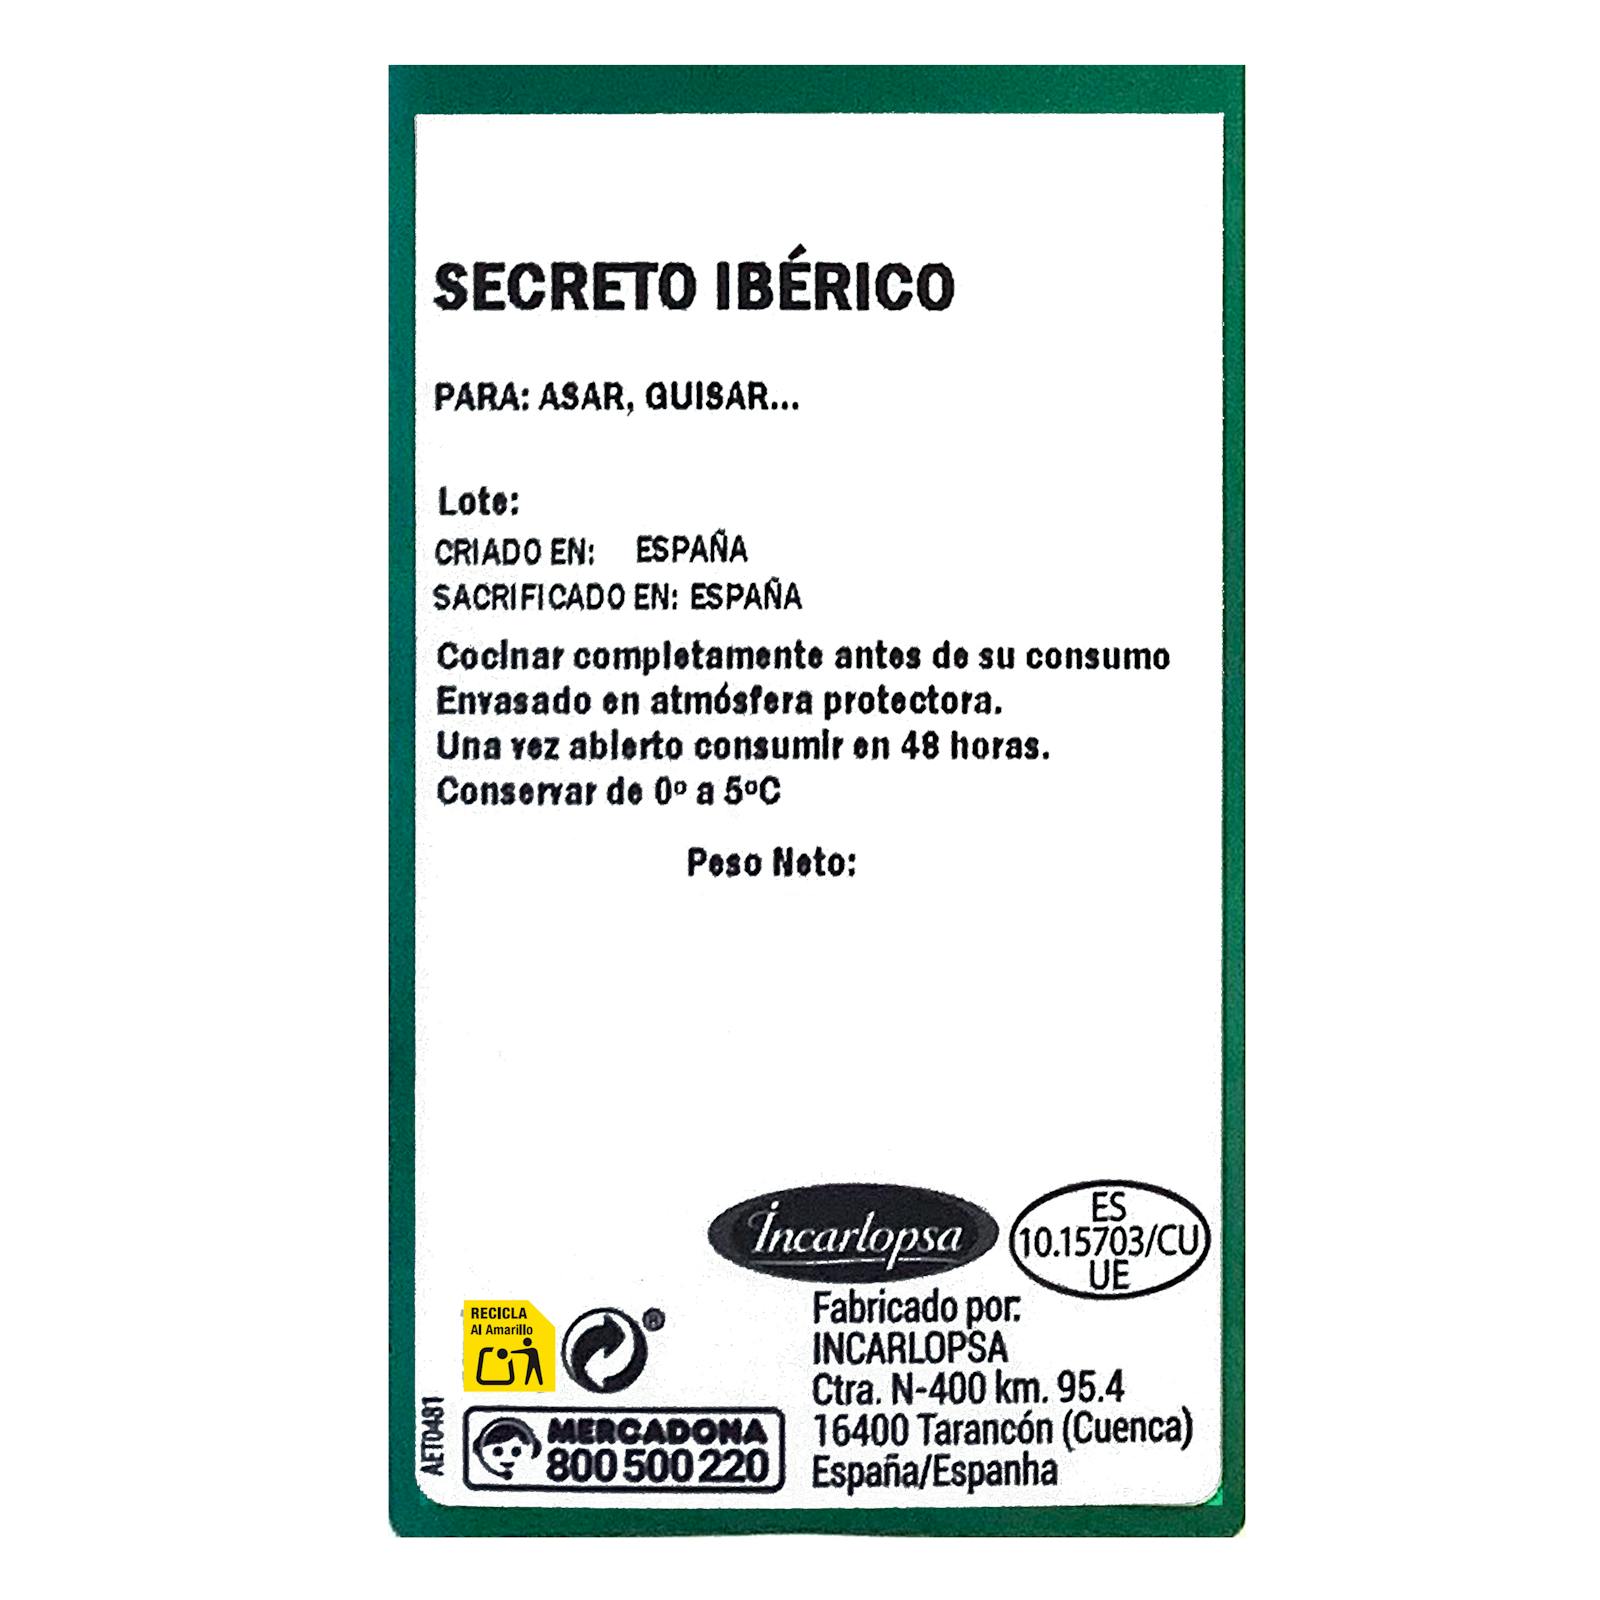 SECRETO IBÉRICO
PARA: ASAR, GUISAR...
Lote:
CRIADO EN: ESPAÑA
SACRIFICADO EN: ESPAÑA
Cocinar completamente antes de su consumo
Envasado en atmósfera protectora.
Una vez abierto consumir en 48 horas.
Conservar de 0º a 5ºC
Peso Neto:
Incarlopsa
ES
10.15703/CU
UE
Fabricado por:
INCARLOPSA
Ctra. N-400 km. 95.4
16400 Tarancón (Cuenca)
España/Espanha
RECICLA
Al Amarillo
®
MERCADONA
800 500 220
AET0481